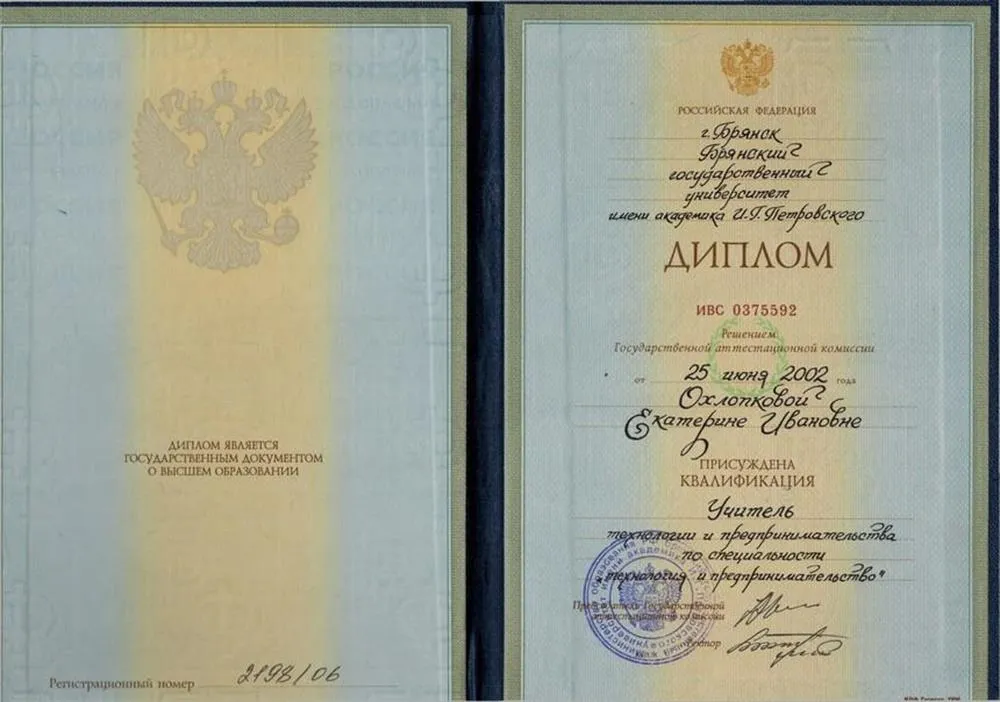 ДИПЛОМ ЯВЛЯЕТСЯ
ГОСУДАРСТВЕННЫМ ДОКУМЕНТОМ
О ВЫСШЕМ ОБРАЗОВАНИИ
Регистрационный номер 2198/06
РОССИЙСКАЯ ФЕДЕРАЦИЯ
г. Брянск
Брянский
государственный
университет
имени академика И.Г. Петровского
ДИПЛОМ
ИВС 0375592
Решением
Государственной аттестационной комиссии
от 25 июня 2002 года
Охлопковой
Екатерине Ивановне
ПРИСУЖДЕНА
КВАЛИФИКАЦИЯ
Учитель
технологии и предпринимательства
по специальности
„технология и предпринимательство"
Председатель Государственной
аттестационной комиссии
Ректор